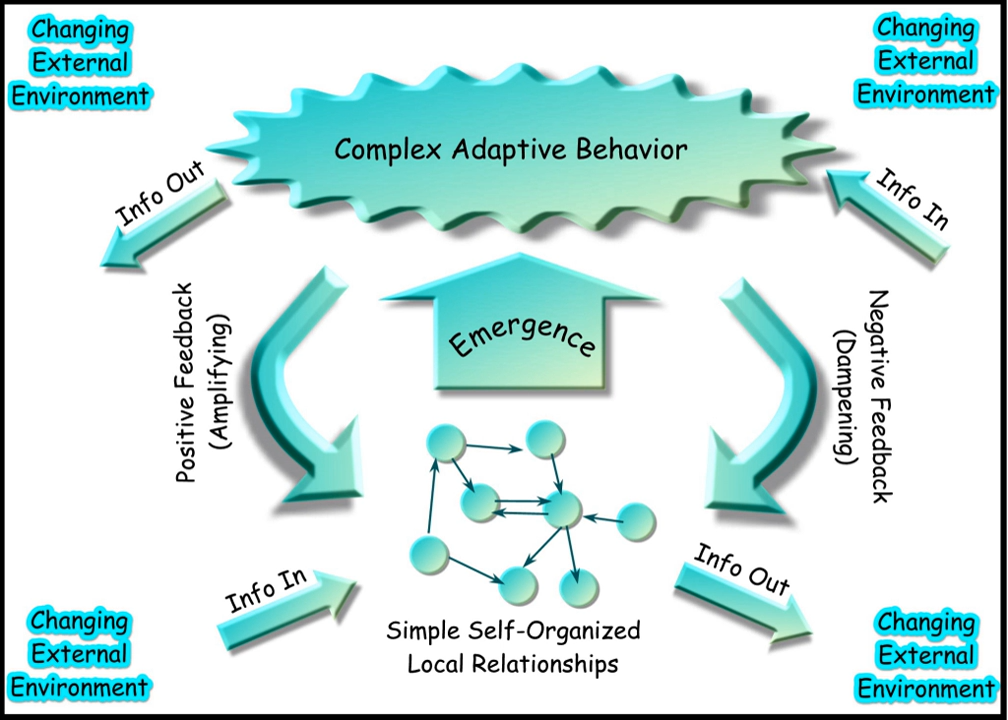 Changing
External
Environment
Changing
External
Environment
Complex Adaptive Behavior
Info Out
Info In
Positive Feedback
(Amplifying)
Emergence
Negative Feedback
(Dampening)
Info In
Info Out
Simple Self-Organized
Local Relationships
Changing
External
Environment
Changing
External
Environment